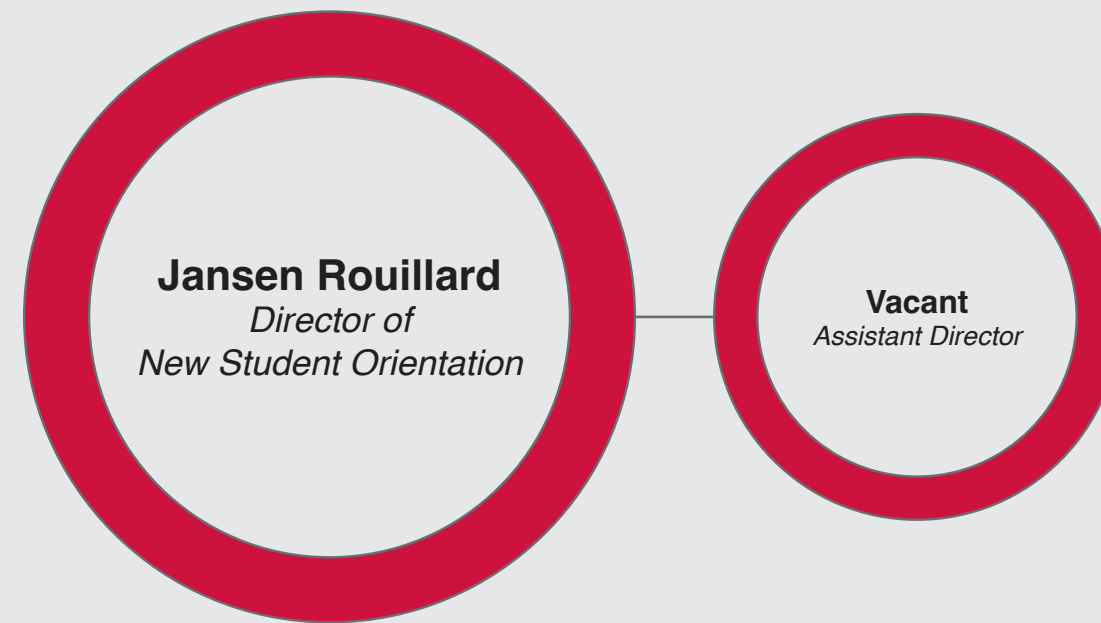 Jansen Rouillard
Director of
New Student Orientation
Vacant
Assistant Director